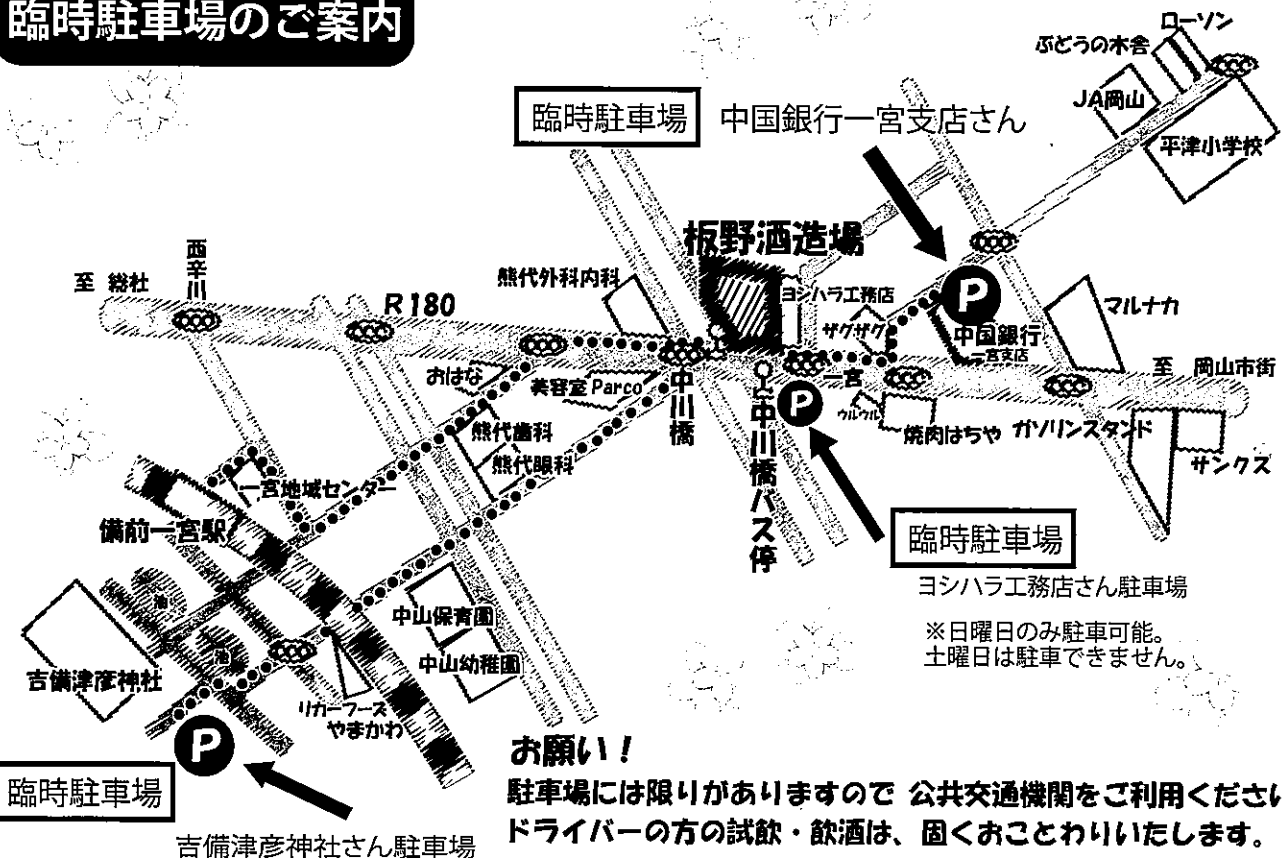 臨時駐車場のご案内
ローソン
ぶどうの木舎
JA岡山
平津小学校
臨時駐車場
中国銀行一宮支店さん
板野酒造場
西辛川
至 総社
R180
熊代外科内科
ヨシハラ工務店
ザグザグ
P
中国銀行
一宮支店
マルナカ
至 岡山市街
おはな
美容室 Parco
中川橋
中川橋バス停
一宮
P
ウルウル
焼肉はちや
ガソリンスタンド
サンクス
熊代歯科
熊代眼科
一宮地域センター
備前一宮駅
臨時駐車場
ヨシハラ工務店さん駐車場
※日曜日のみ駐車可能。
土曜日は駐車できません。
池
池
中山保育園
中山幼稚園
吉備津彦神社
リカーフーズ
やまかわ
P
臨時駐車場
吉備津彦神社さん駐車場
お願い！
駐車場には限りがありますので 公共交通機関をご利用くださ
ドライバーの方の試飲・飲酒は、固くおことわりいたします。